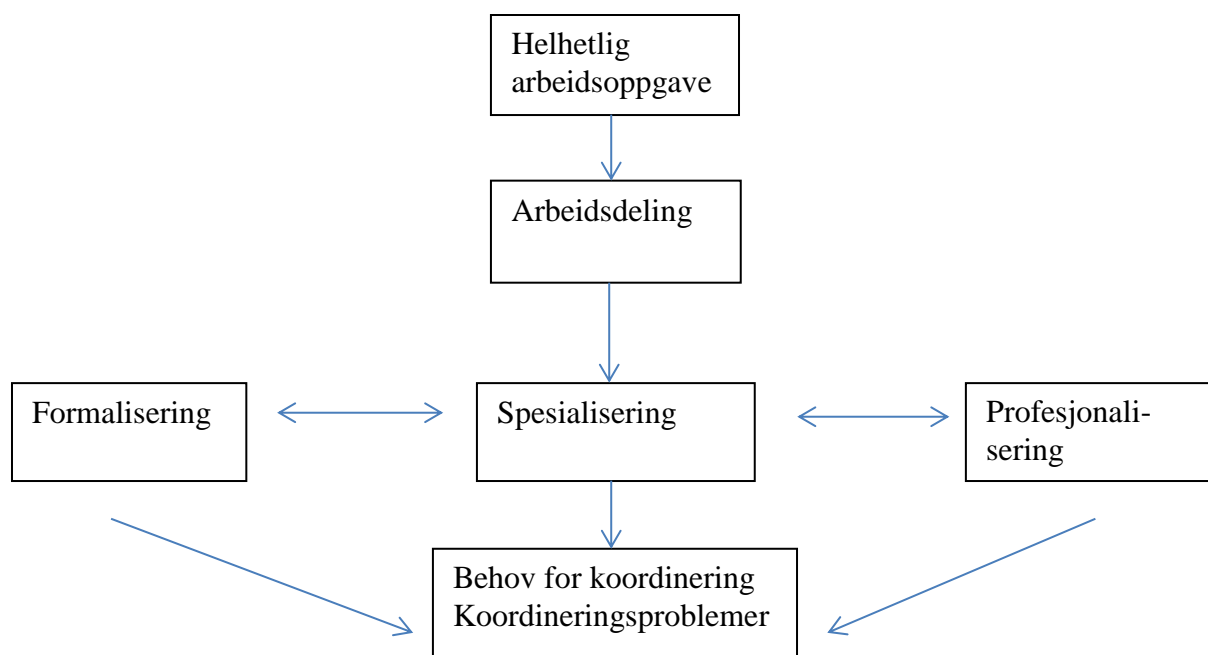 Helhetlig
arbeidsoppgave
Arbeidsdeling
Formalisering
Spesialisering
Profesjonali-
sering
Behov for koordinering
Koordineringsproblemer